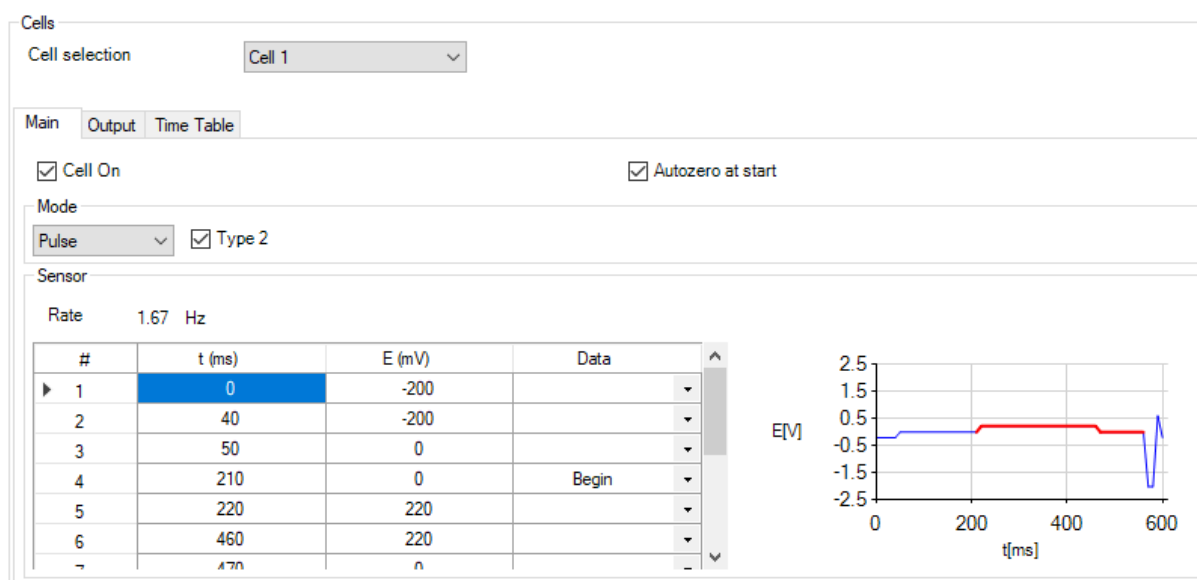 Cells
Cell selection Cell 1
Main Output Time Table
Cell On Autozero at start
Mode
Pulse Type 2
Sensor
Rate 1.67 Hz
# t (ms) E (mV) Data
1 0 -200
2 40 -200
3 50 0
4 210 0 Begin
5 220 220
6 460 220
7 470 0
E[V]
2.5
1.5
0.5
-0.5
-1.5
-2.5
0 200 400 600
t[ms]